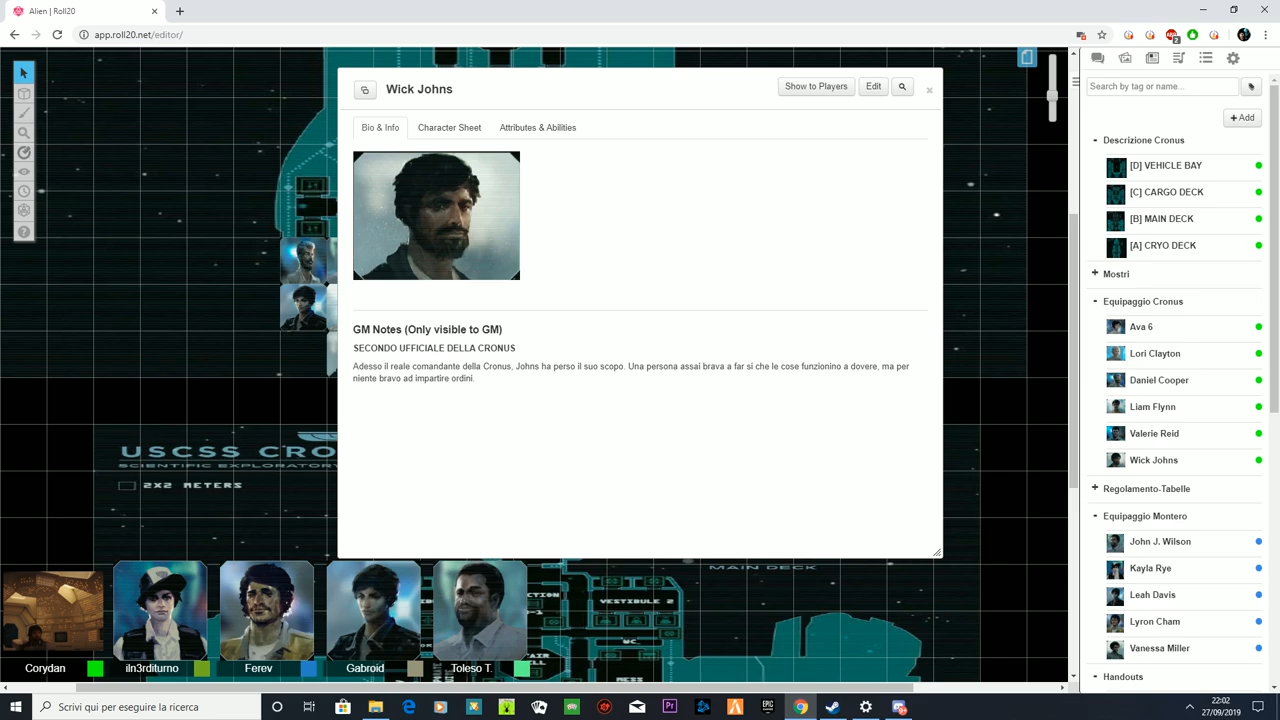 Alien | Roll20
app.roll20.net/editor/
Wick Johns
Show to Players
Edit
Bio & Info
Character Sheet
Attributes & Abilities
GM Notes (Only visible to GM)
SECONDO UFFICIALE DELLA CRONUS
Adesso il reale comandante della Cronus, Johns ha perso il suo scopo. Una persona assai brava a far si che le cose funzionino a dovere, ma per
niente bravo ad impartire ordini.
USCSS CRO
SCIENTIFIC EXPLORATORY
2X2 METERS
MAIN DECK
VESTIBULE 2
Corydan
iln3rditurno
Ferev
Gabroid
Toleso T.
Search by tag or name...
+ Add
Descrizione Cronus
[D] VEHICLE BAY
[C] CARGO DECK
[B] MAIN DECK
[A] CRYO DECK
Mostri
Equipaggio Cronus
Ava 6
Lori Clayton
Daniel Cooper
Liam Flynn
Valerie Reid
Wick Johns
Regolamento-Tabelle
Equipaggio Montero
John J. Wilson
Kayla Rye
Leah Davis
Lyron Cham
Vanessa Miller
Handouts
Scrivi qui per eseguire la ricerca
22:02
27/09/2019